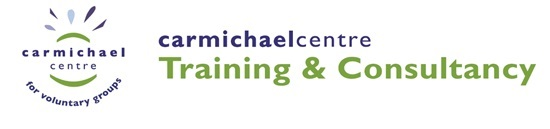 carmichael
centre
for voluntary groups
carmichaelcentre
Training & Consultancy